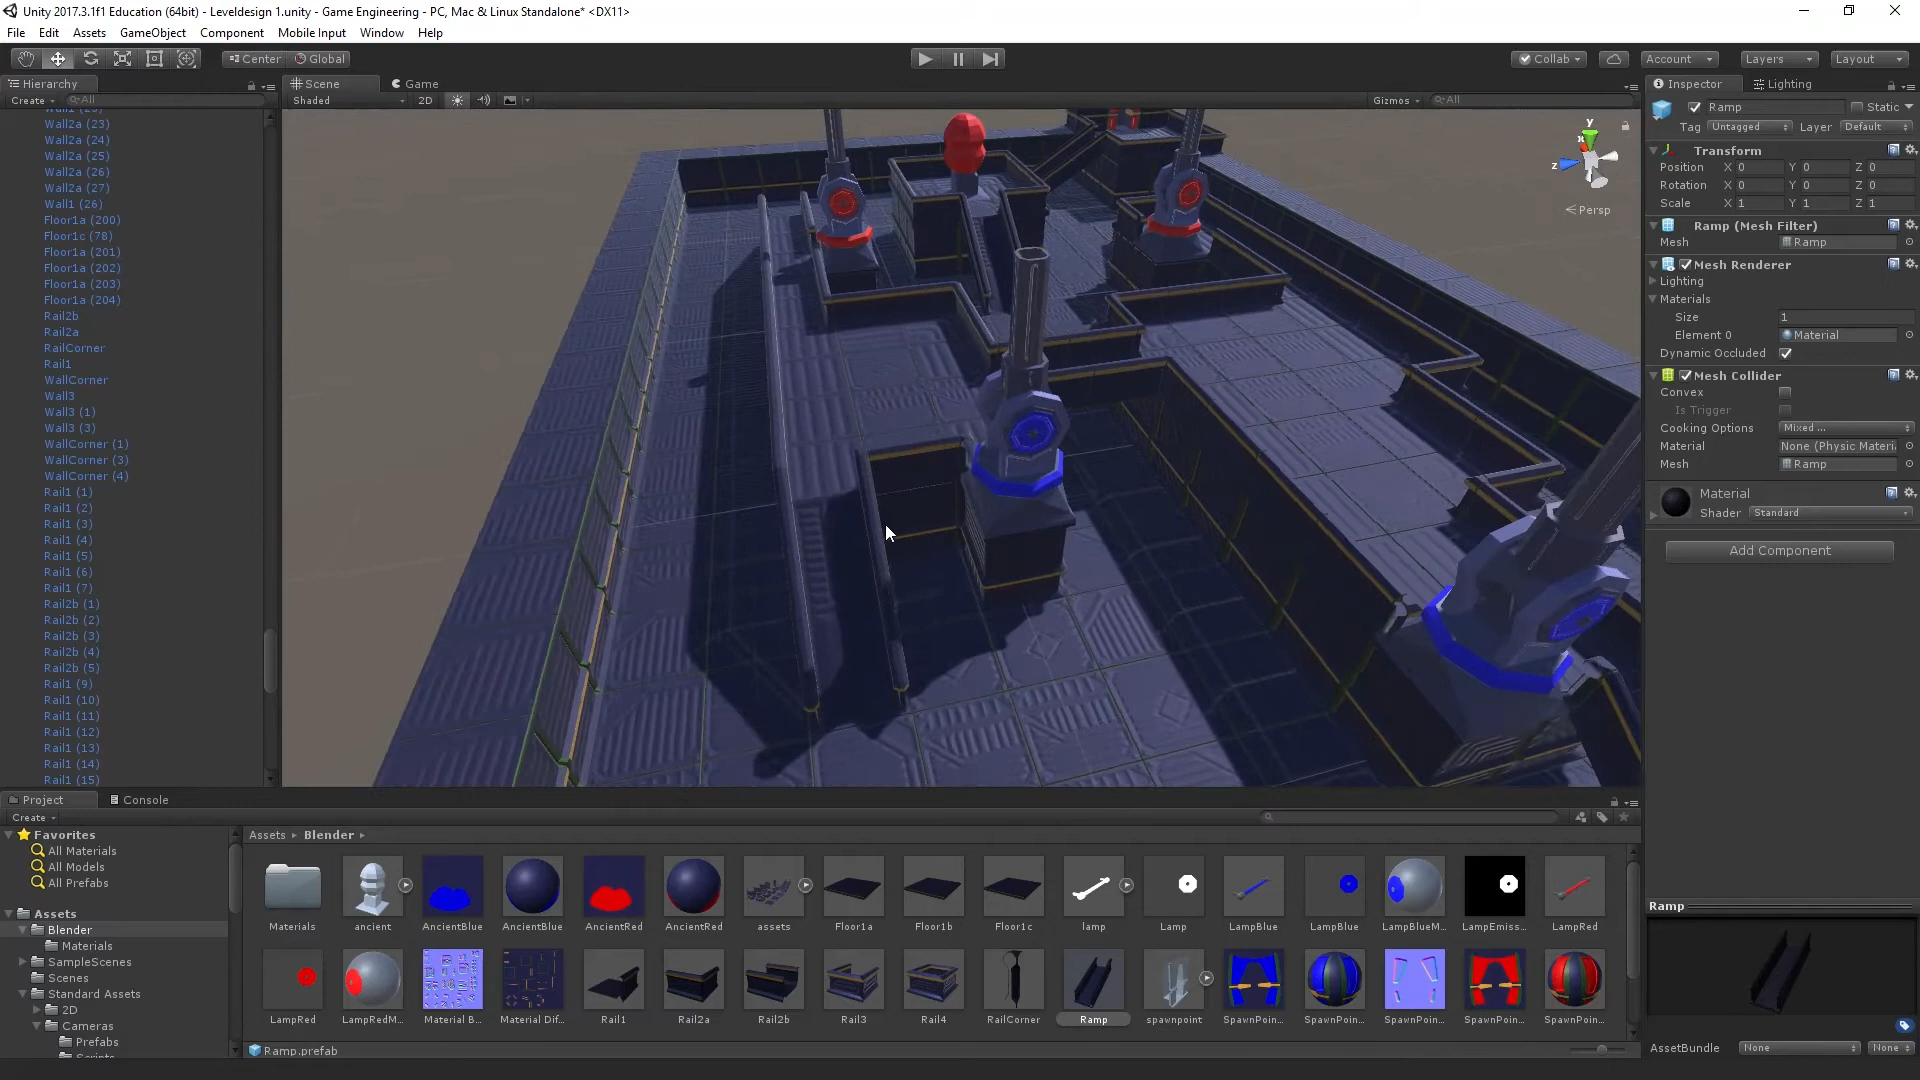 Unity 2017.3.1f1 Education (64bit) - Leveldesign 1.unity - Game Engineering - PC, Mac & Linux Standalone* <DX11>
File Edit Assets GameObject Component Mobile Input Window Help
Center Global Collab Account Layers Layout
Hierarchy
Create All
Wall2a (23)
Wall2a (24)
Wall2a (25)
Wall2a (26)
Wall2a (27)
Wall1 (26)
Floor1a (200)
Floor1c (78)
Floor1a (201)
Floor1a (202)
Floor1a (203)
Floor1a (204)
Rail2b
Rail2a
RailCorner
Rail1
WallCorner
Wall3
Wall3 (1)
Wall3 (3)
WallCorner (1)
WallCorner (3)
WallCorner (4)
Rail1 (1)
Rail1 (2)
Rail1 (3)
Rail1 (4)
Rail1 (5)
Rail1 (6)
Rail1 (7)
Rail2b (1)
Rail2b (2)
Rail2b (3)
Rail2b (4)
Rail2b (5)
Rail1 (9)
Rail1 (10)
Rail1 (11)
Rail1 (12)
Rail1 (13)
Rail1 (14)
Rail1 (15)
Scene Game
Shaded 2D Gizmos All
y
x
z
Persp
Inspector Lighting
Ramp Static
Tag Untagged Layer Default
Transform
Position X 0 Y 0 Z 0
Rotation X 0 Y 0 Z 0
Scale X 1 Y 1 Z 1
Ramp (Mesh Filter)
Mesh Ramp
Mesh Renderer
Lighting
Materials
Size 1
Element 0 Material
Dynamic Occluded
Mesh Collider
Convex
Is Trigger
Cooking Options Mixed ...
Material None (Physic Materi
Mesh Ramp
Material
Shader Standard
Add Component
Ramp
AssetBundle None None
Project Console
Create
Favorites
All Materials
All Models
All Prefabs
Assets
Blender
Materials
SampleScenes
Scenes
Standard Assets
2D
Cameras
Prefabs
Assets Blender
Materials ancient AncientBlue AncientBlue AncientRed AncientRed assets Floor1a Floor1b Floor1c lamp Lamp LampBlue LampBlue LampBlueM... LampEmiss... LampRed
LampRed LampRedM... Material B... Material Dif... Rail1 Rail2a Rail2b Rail3 Rail4 RailCorner Ramp spawnpoint SpawnPoin... SpawnPoin... SpawnPoin... SpawnPoin... SpawnPoin...
Ramp.prefab